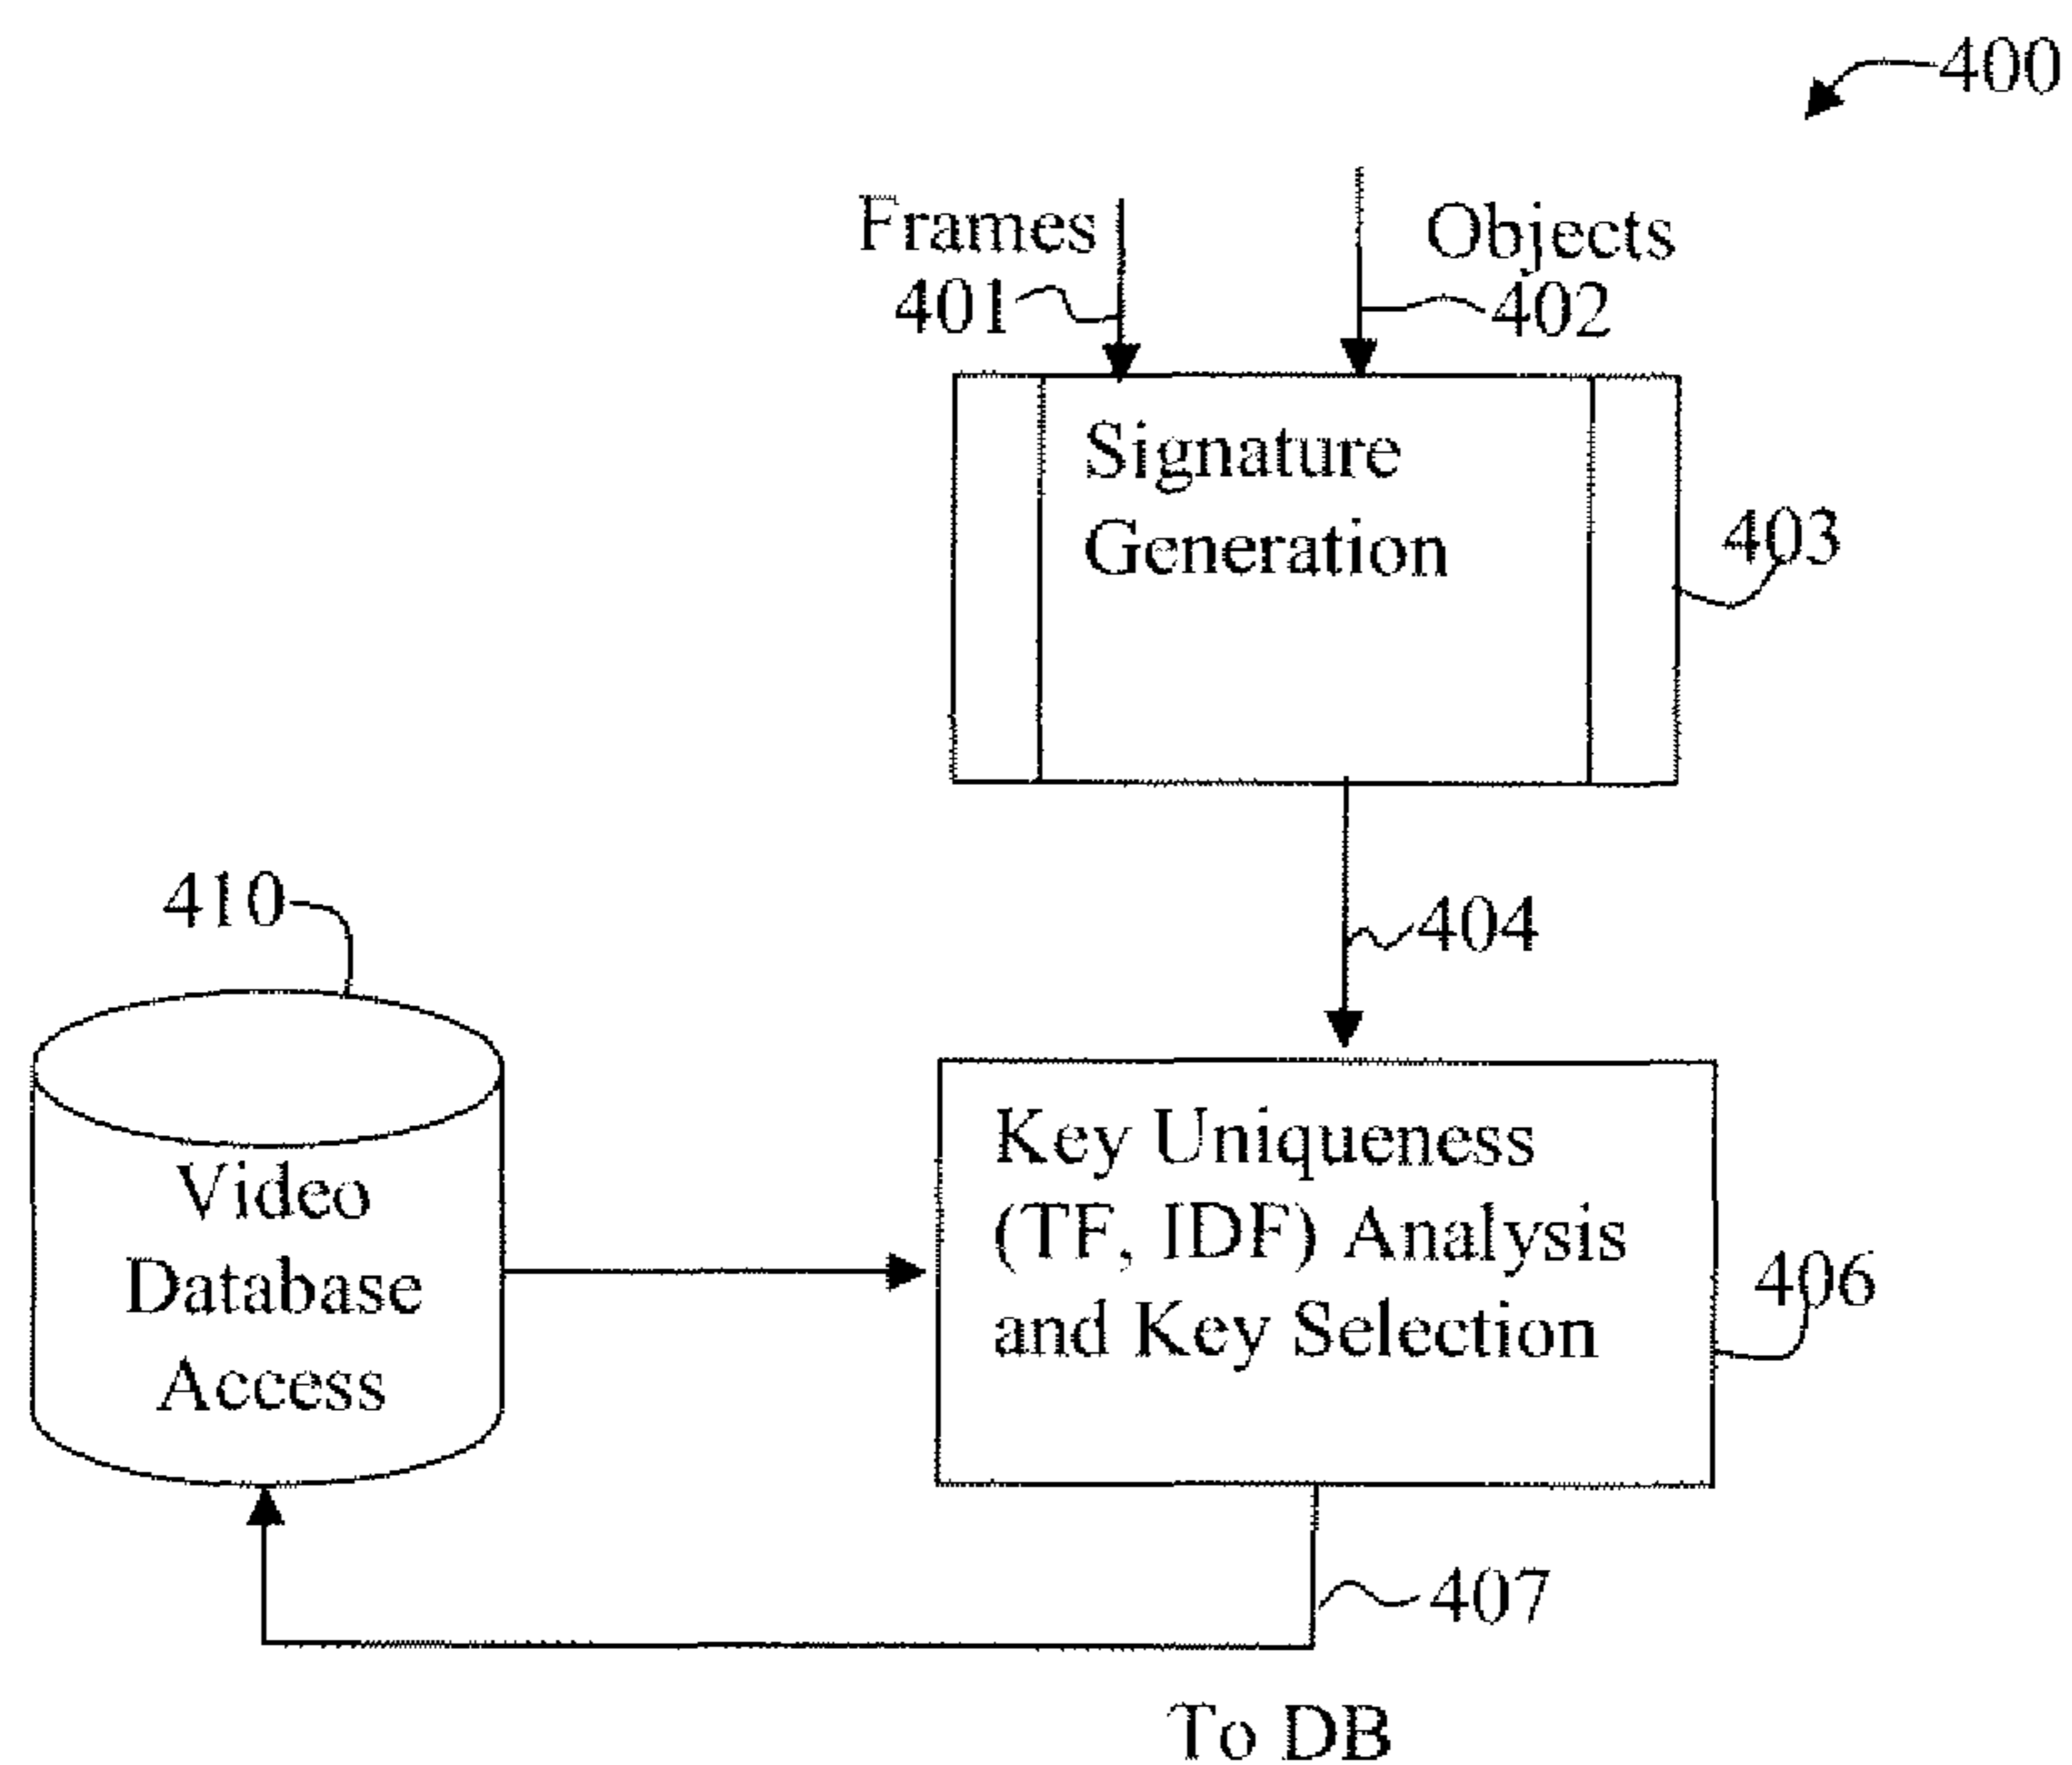 400
Frames
401
Objects
402
Signature
Generation
403
404
410
Video
Database
Access
Key Uniqueness
(TF, IDF) Analysis
and Key Selection
406
407
To DB